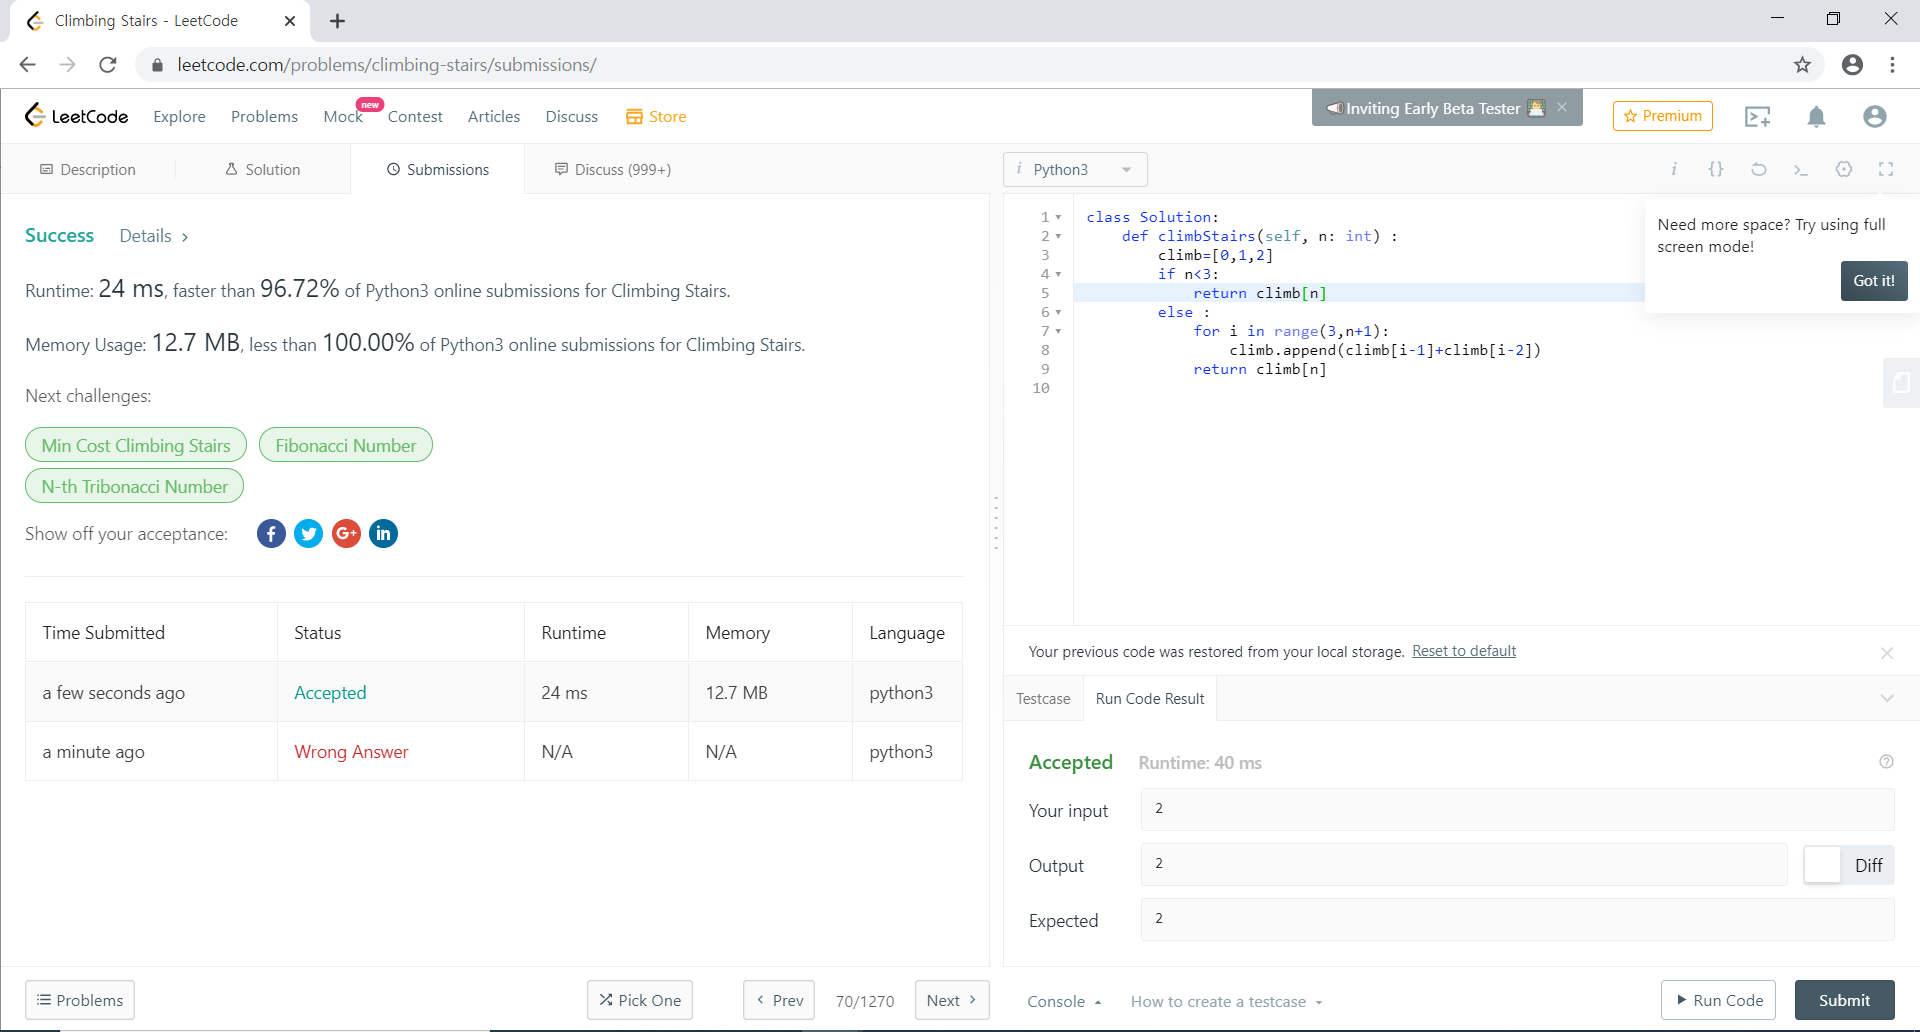 Climbing Stairs - LeetCode
leetcode.com/problems/climbing-stairs/submissions/
LeetCode Explore Problems Mock new Contest Articles Discuss Store Inviting Early Beta Tester Premium
Description Solution Submissions Discuss (999+)
Success Details >
Runtime: 24 ms, faster than 96.72% of Python3 online submissions for Climbing Stairs.
Memory Usage: 12.7 MB, less than 100.00% of Python3 online submissions for Climbing Stairs.
Next challenges:
Min Cost Climbing Stairs Fibonacci Number
N-th Tribonacci Number
Show off your acceptance: f G+ in
Time Submitted Status Runtime Memory Language
a few seconds ago Accepted 24 ms 12.7 MB python3
a minute ago Wrong Answer N/A N/A python3
Problems Pick One < Prev 70/1270 Next >
i Python3 i {} >_
Need more space? Try using full
screen mode!
Got it!
1 class Solution:
2 def climbStairs(self, n: int) :
3 climb=[0,1,2]
4 if n<3:
5 return climb[n]
6 else :
7 for i in range(3,n+1):
8 climb.append(climb[i-1]+climb[i-2])
9 return climb[n]
10
Your previous code was restored from your local storage. Reset to default
Testcase Run Code Result
Accepted Runtime: 40 ms
Your input 2
Output 2 Diff
Expected 2
Console How to create a testcase Run Code Submit